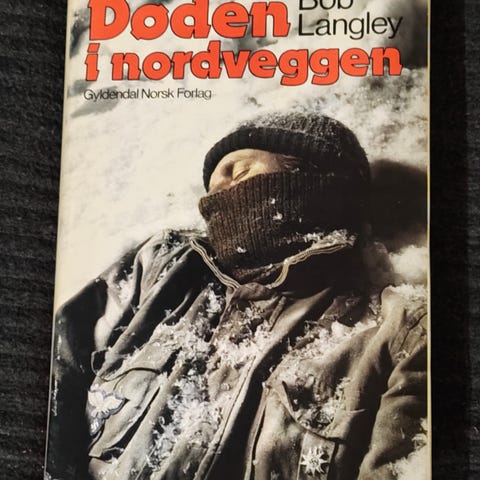 Døden
Bob
Langley
i nordveggen
Gyldendal Norsk Forlag